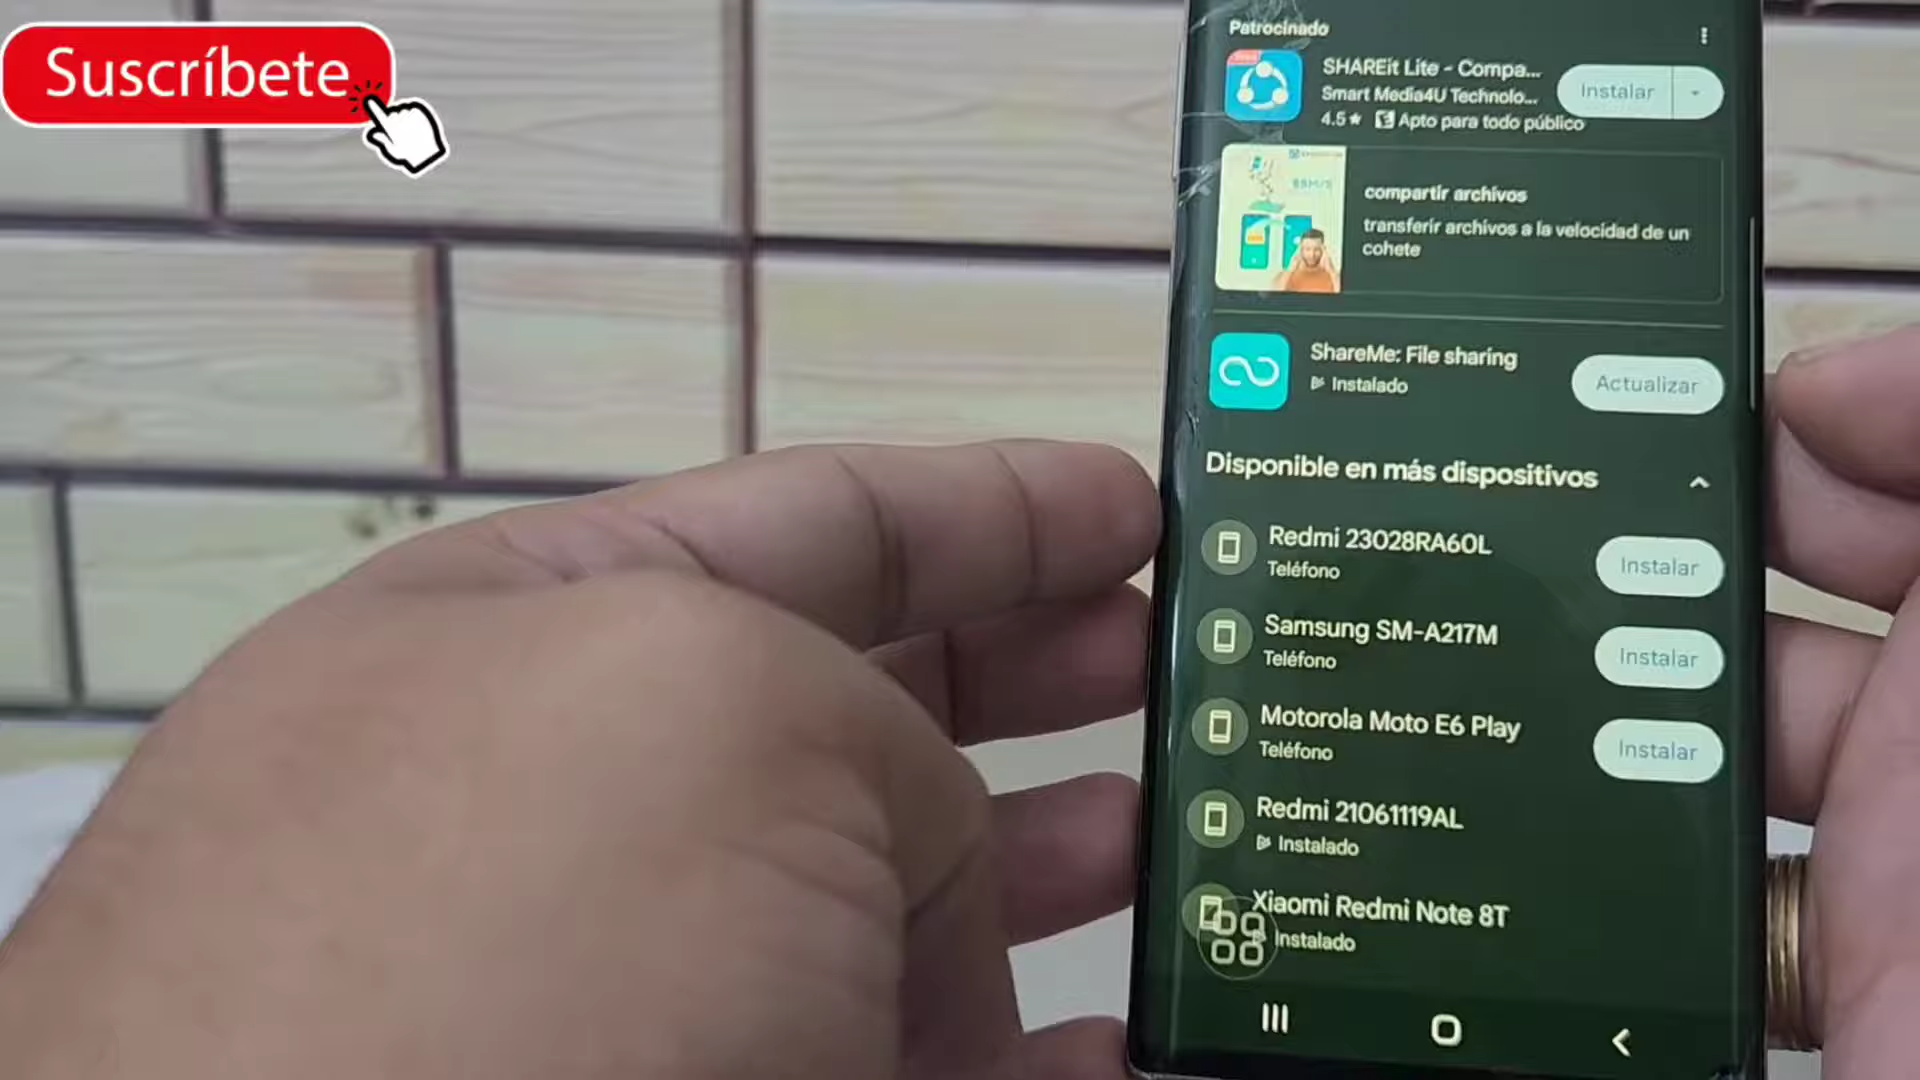 Suscríbete
Patrocinado
SHAREit Lite - Compa...
Smart Media4U Technolo...
4.5★ Apto para todo público
Instalar
compartir archivos
transferir archivos a la velocidad de un
cohete
ShareMe: File sharing
Instalado
Actualizar
Disponible en más dispositivos
Redmi 23028RA60L
Teléfono
Instalar
Samsung SM-A217M
Teléfono
Instalar
Motorola Moto E6 Play
Teléfono
Instalar
Redmi 21061119AL
Instalado
Xiaomi Redmi Note 8T
Instalado